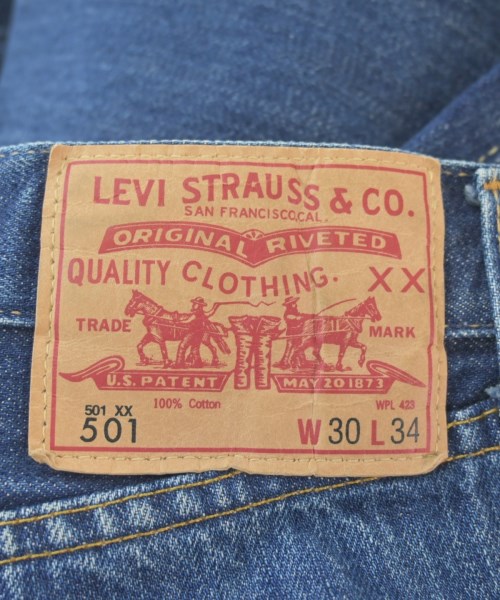 LEVI STRAUSS & CO.
SAN FRANCISCO, CAL.
ORIGINAL RIVETED
QUALITY CLOTHING. XX
TRADE MARK
U.S. PATENT MAY 20 1873
501 XX 100% Cotton WPL 423
501 W 30 L 34